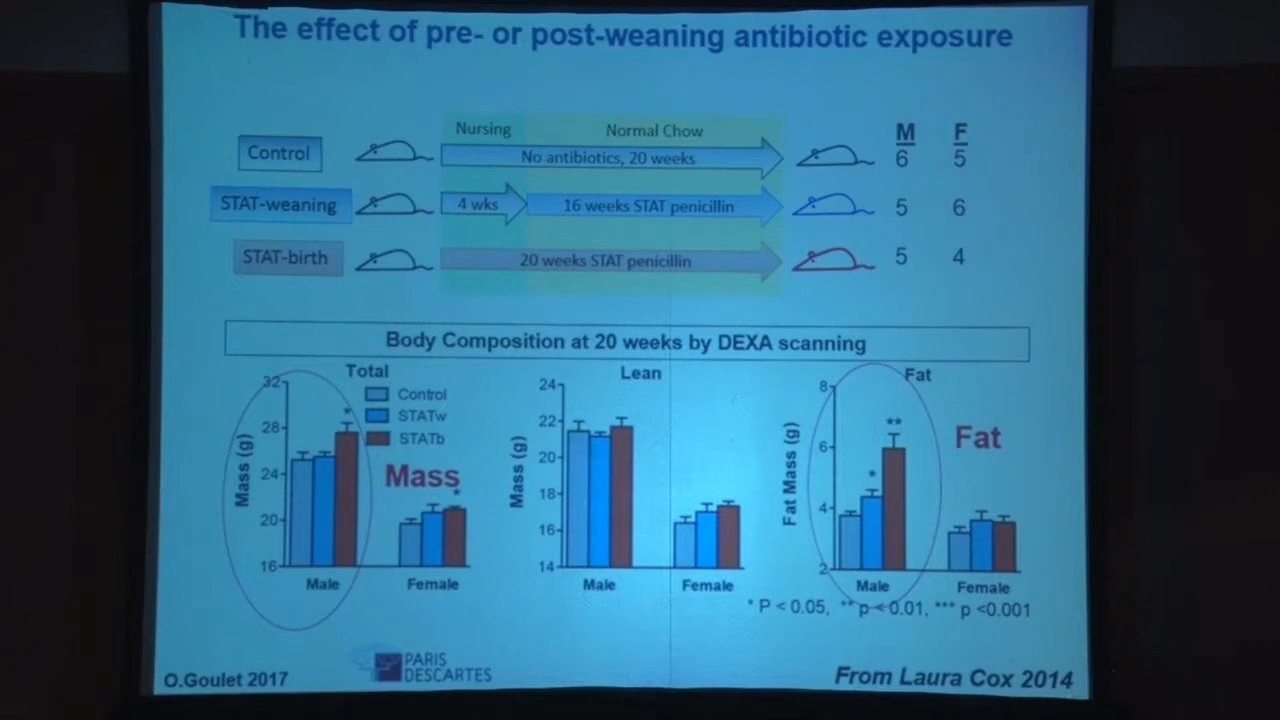 The effect of pre- or post-weaning antibiotic exposure
Nursing Normal Chow M F
Control No antibiotics, 20 weeks 6 5
STAT-weaning 4 wks 16 weeks STAT penicillin 5 6
STAT-birth 20 weeks STAT penicillin 5 4
Body Composition at 20 weeks by DEXA scanning
Total
Mass (g)
32
28
24
20
16
Control
STATw
STATb
*
Mass
*
Male Female
Lean
Mass (g)
24
22
20
18
16
14
Male Female
Fat
Fat Mass (g)
8
6
4
2
*
**
Fat
Male Female
* P < 0.05, ** p < 0.01, *** p <0.001
O.Goulet 2017
PARIS
DESCARTES
From Laura Cox 2014